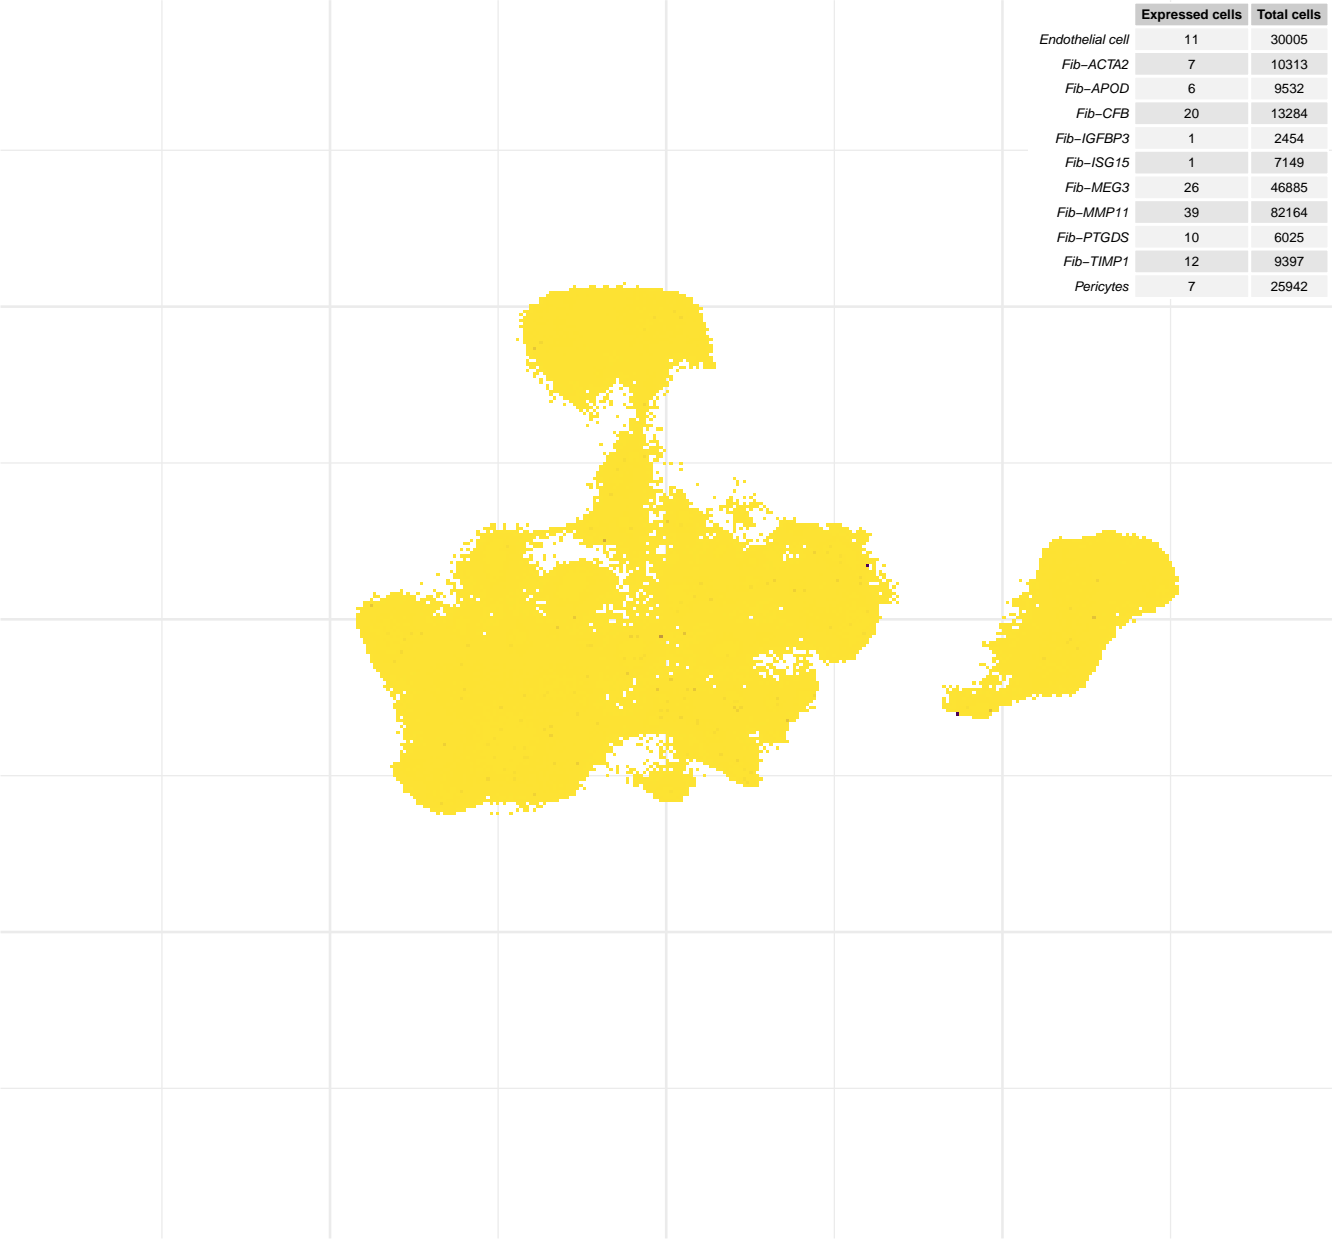 Expressed cells Total cells
Endothelial cell 11 30005
Fib−ACTA2 7 10313
Fib−APOD 6 9532
Fib−CFB 20 13284
Fib−IGFBP3 1 2454
Fib−ISG15 1 7149
Fib−MEG3 26 46885
Fib−MMP11 39 82164
Fib−PTGDS 10 6025
Fib−TIMP1 12 9397
Pericytes 7 25942